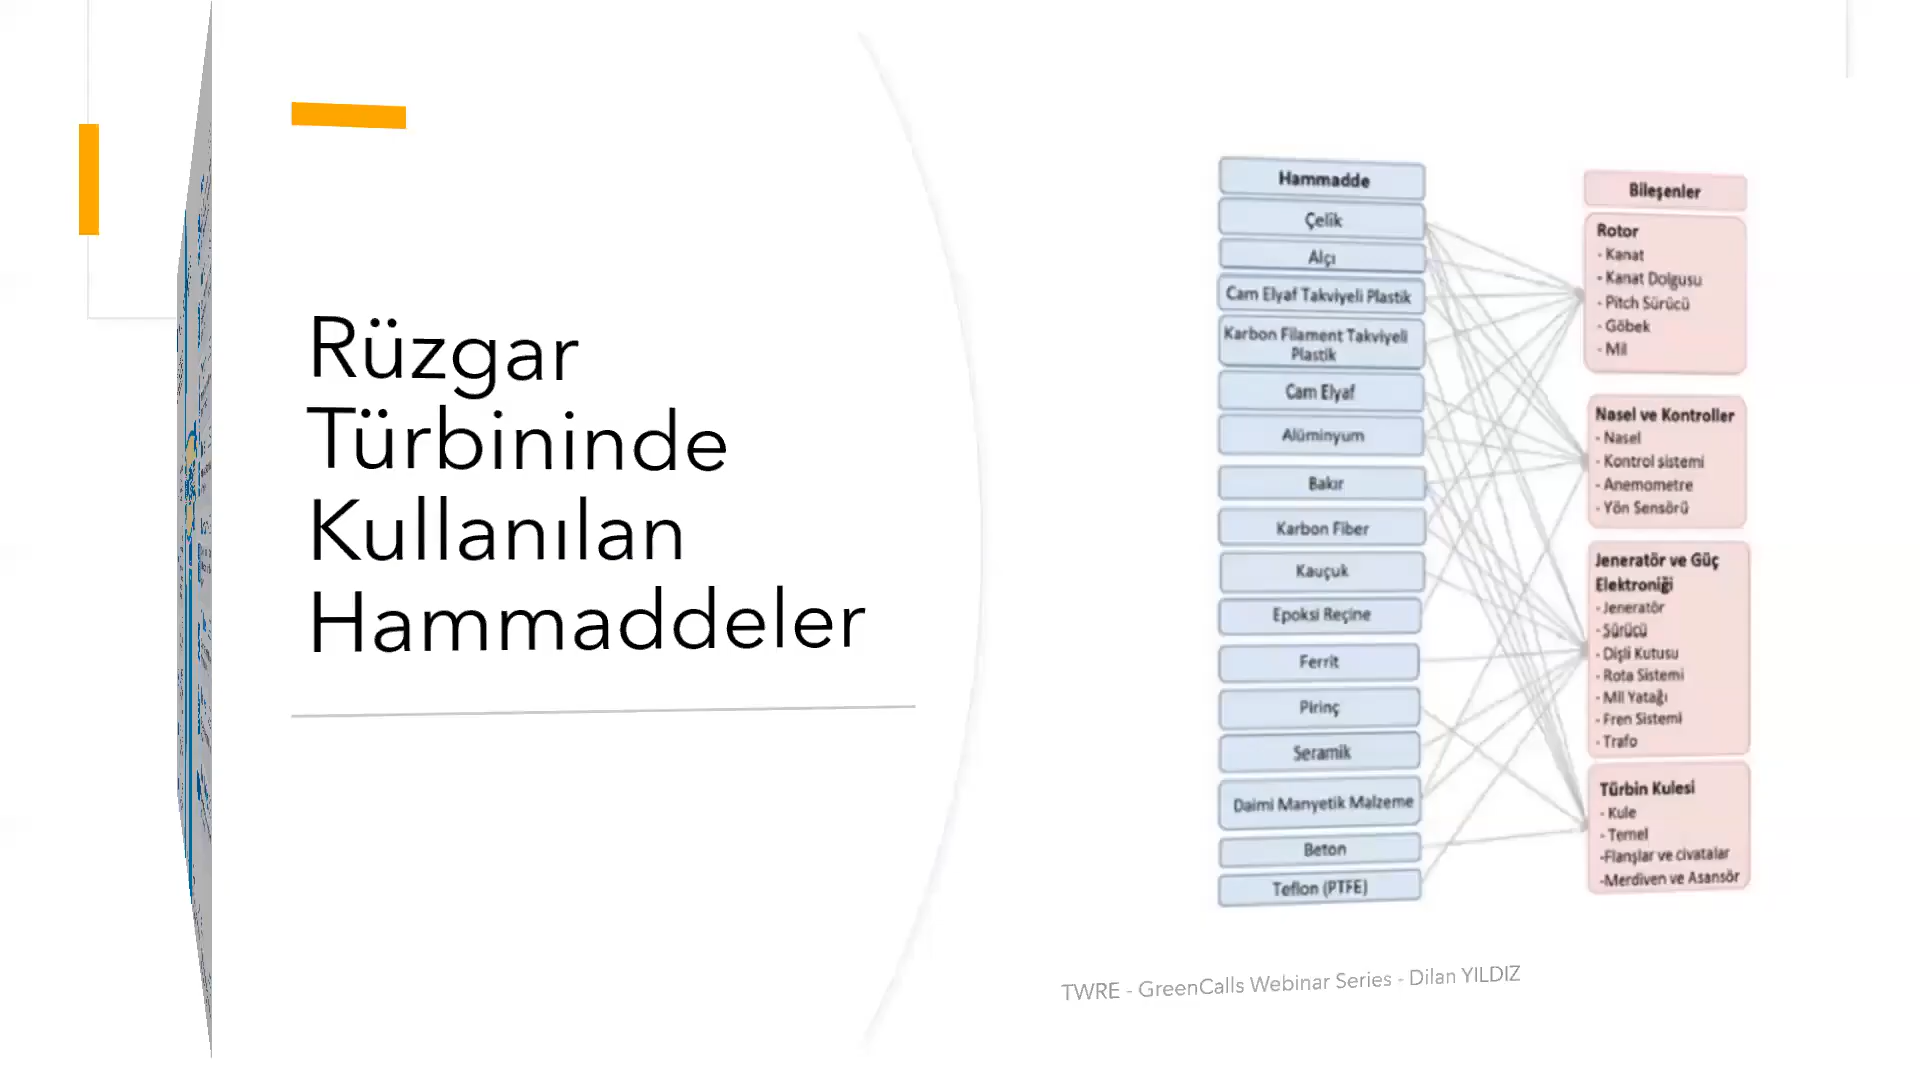 Rüzgar
Türbininde
Kullanılan
Hammaddeler
Hammadde
Çelik
Alçı
Cam Elyaf Takviyeli Plastik
Karbon Filament Takviyeli
Plastik
Cam Elyaf
Alüminyum
Bakır
Karbon Fiber
Kauçuk
Epoksi Reçine
Ferrit
Pirinç
Seramik
Daimi Manyetik Malzeme
Beton
Teflon (PTFE)
Bileşenler
Rotor
- Kanat
- Kanat Dolgusu
- Pitch Sürücü
- Göbek
- Mil
Nasel ve Kontroller
- Nasel
- Kontrol sistemi
- Anemometre
- Yön Sensörü
Jeneratör ve Güç
Elektroniği
- Jeneratör
- Sürücü
- Dişli Kutusu
- Rota Sistemi
- Mil Yatağı
- Fren Sistemi
- Trafo
Türbin Kulesi
- Kule
- Temel
-Flanşlar ve civatalar
-Merdiven ve Asansör
TWRE - GreenCalls Webinar Series - Dilan YILDIZ